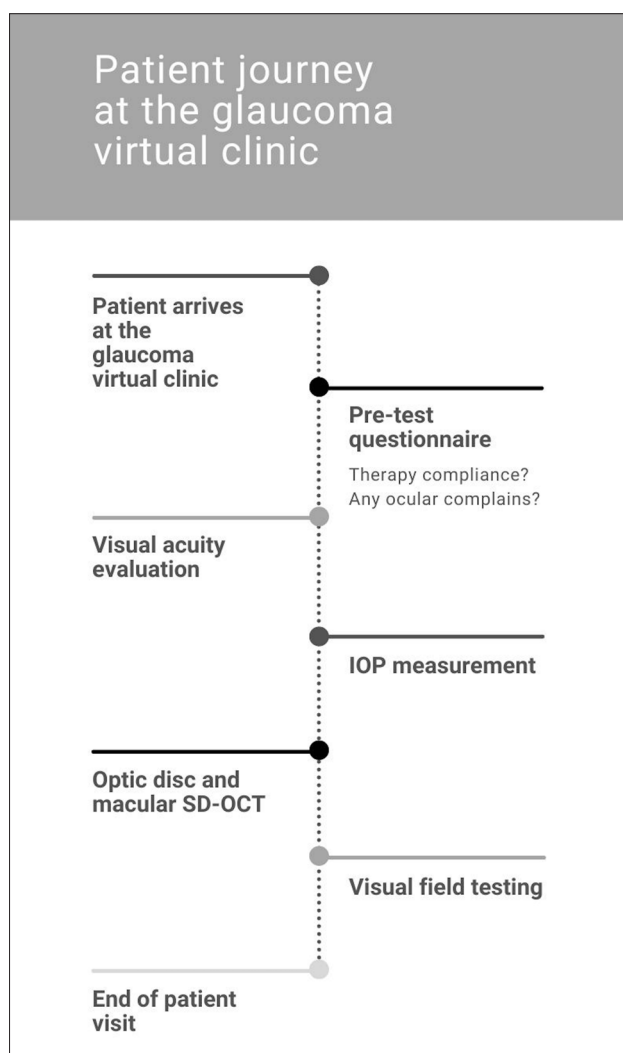 Patient journey
at the glaucoma
virtual clinic
Patient arrives
at the
glaucoma
virtual clinic
Pre-test
questionnaire
Therapy compliance?
Any ocular complains?
Visual acuity
evaluation
IOP measurement
Optic disc and
macular SD-OCT
Visual field testing
End of patient
visit